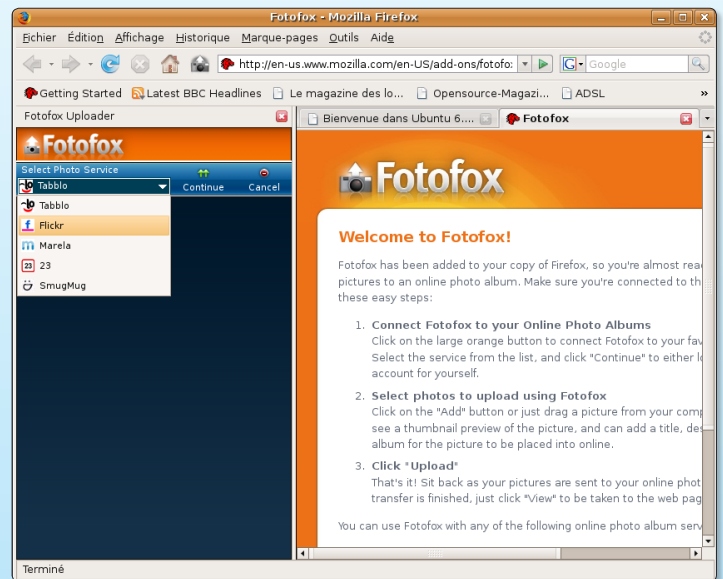 Fotofox - Mozilla Firefox
Fichier Édition Affichage Historique Marque-pages Outils Aide
http://en-us.www.mozilla.com/en-US/add-ons/fotofo: G Google
Getting Started Latest BBC Headlines Le magazine des lo... Opensource-Magazi... ADSL »
Fotofox Uploader
Fotofox
Select Photo Service
Tabblo
Continue Cancel
Tabblo
Flickr
Marela
23 23
SmugMug
Bienvenue dans Ubuntu 6.... Fotofox
Fotofox
Welcome to Fotofox!
Fotofox has been added to your copy of Firefox, so you're almost
pictures to an online photo album. Make sure you're connected to
these easy steps:
1. Connect Fotofox to your Online Photo Albums
Click on the large orange button to connect Fotofox to your
Select the service from the list, and click "Continue" to either
account for yourself.
2. Select photos to upload using Fotofox
Click on the "Add" button or just drag a picture from your
see a thumbnail preview of the picture, and can add a title,
album for the picture to be placed into online.
3. Click "Upload"
That's it! Sit back as your pictures are sent to your online
transfer is finished, just click "View" to be taken to the web
You can use Fotofox with any of the following online photo album
Terminé